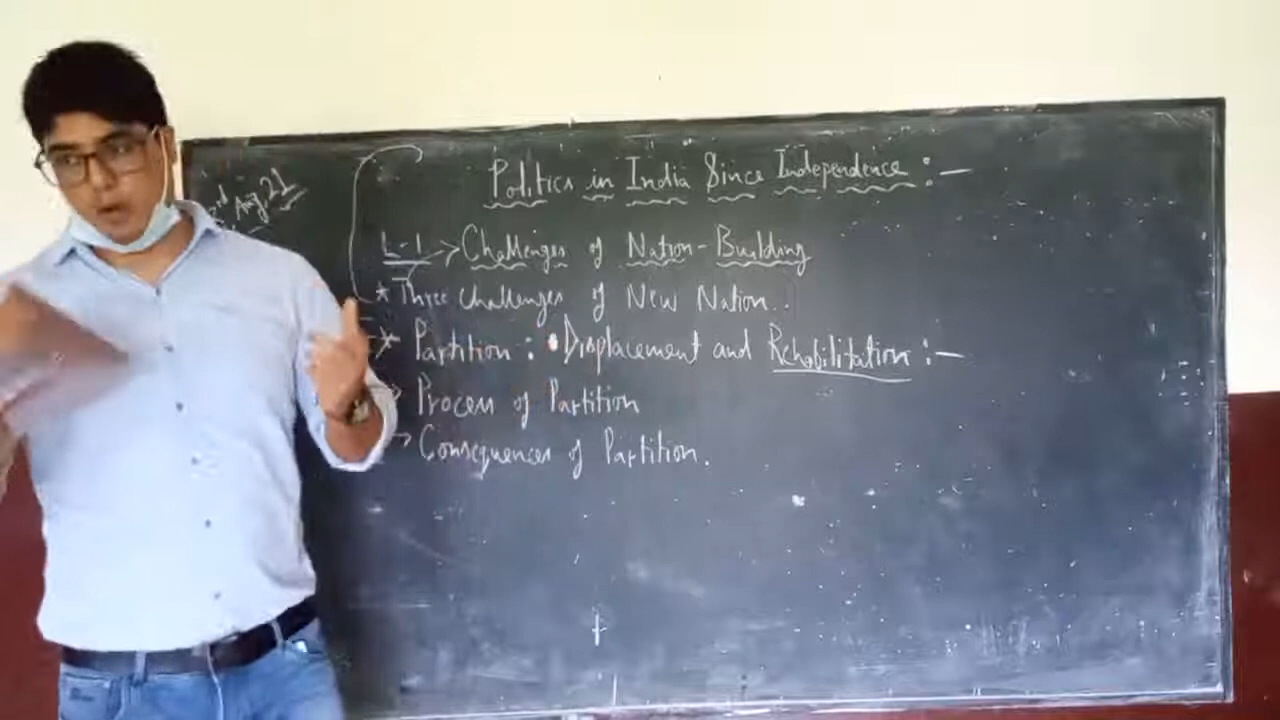 Aug, 21
Politics in India Since Independence :-
L-1 → Challenges of Nation-Building
* Three Challenges of New Nation.
* Partition : Displacement and Rehabilitation :-
→ Process of Partition
→ Consequences of Partition.